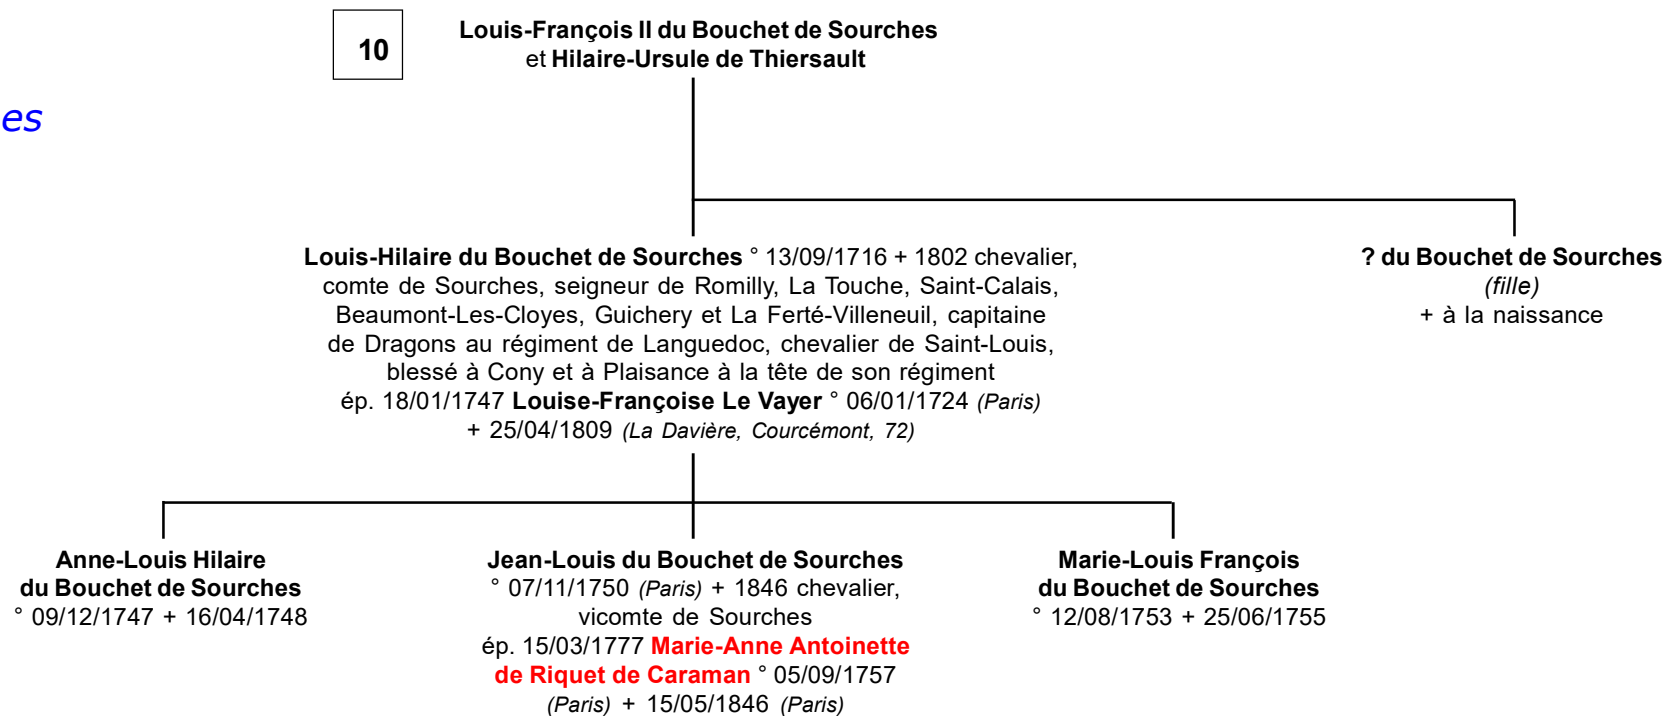 10
Louis-François II du Bouchet de Sourches
et Hilaire-Ursule de Thiersault
es
Louis-Hilaire du Bouchet de Sourches ° 13/09/1716 + 1802 chevalier,
comte de Sourches, seigneur de Romilly, La Touche, Saint-Calais,
Beaumont-Les-Cloyes, Guichery et La Ferté-Villeneuil, capitaine
de Dragons au régiment de Languedoc, chevalier de Saint-Louis,
blessé à Cony et à Plaisance à la tête de son régiment
ép. 18/01/1747 Louise-Françoise Le Vayer ° 06/01/1724 (Paris)
+ 25/04/1809 (La Davière, Courcémont, 72)
? du Bouchet de Sourches
(fille)
+ à la naissance
Anne-Louis Hilaire
du Bouchet de Sourches
° 09/12/1747 + 16/04/1748
Jean-Louis du Bouchet de Sourches
° 07/11/1750 (Paris) + 1846 chevalier,
vicomte de Sourches
ép. 15/03/1777 Marie-Anne Antoinette
de Riquet de Caraman ° 05/09/1757
(Paris) + 15/05/1846 (Paris)
Marie-Louis François
du Bouchet de Sourches
° 12/08/1753 + 25/06/1755